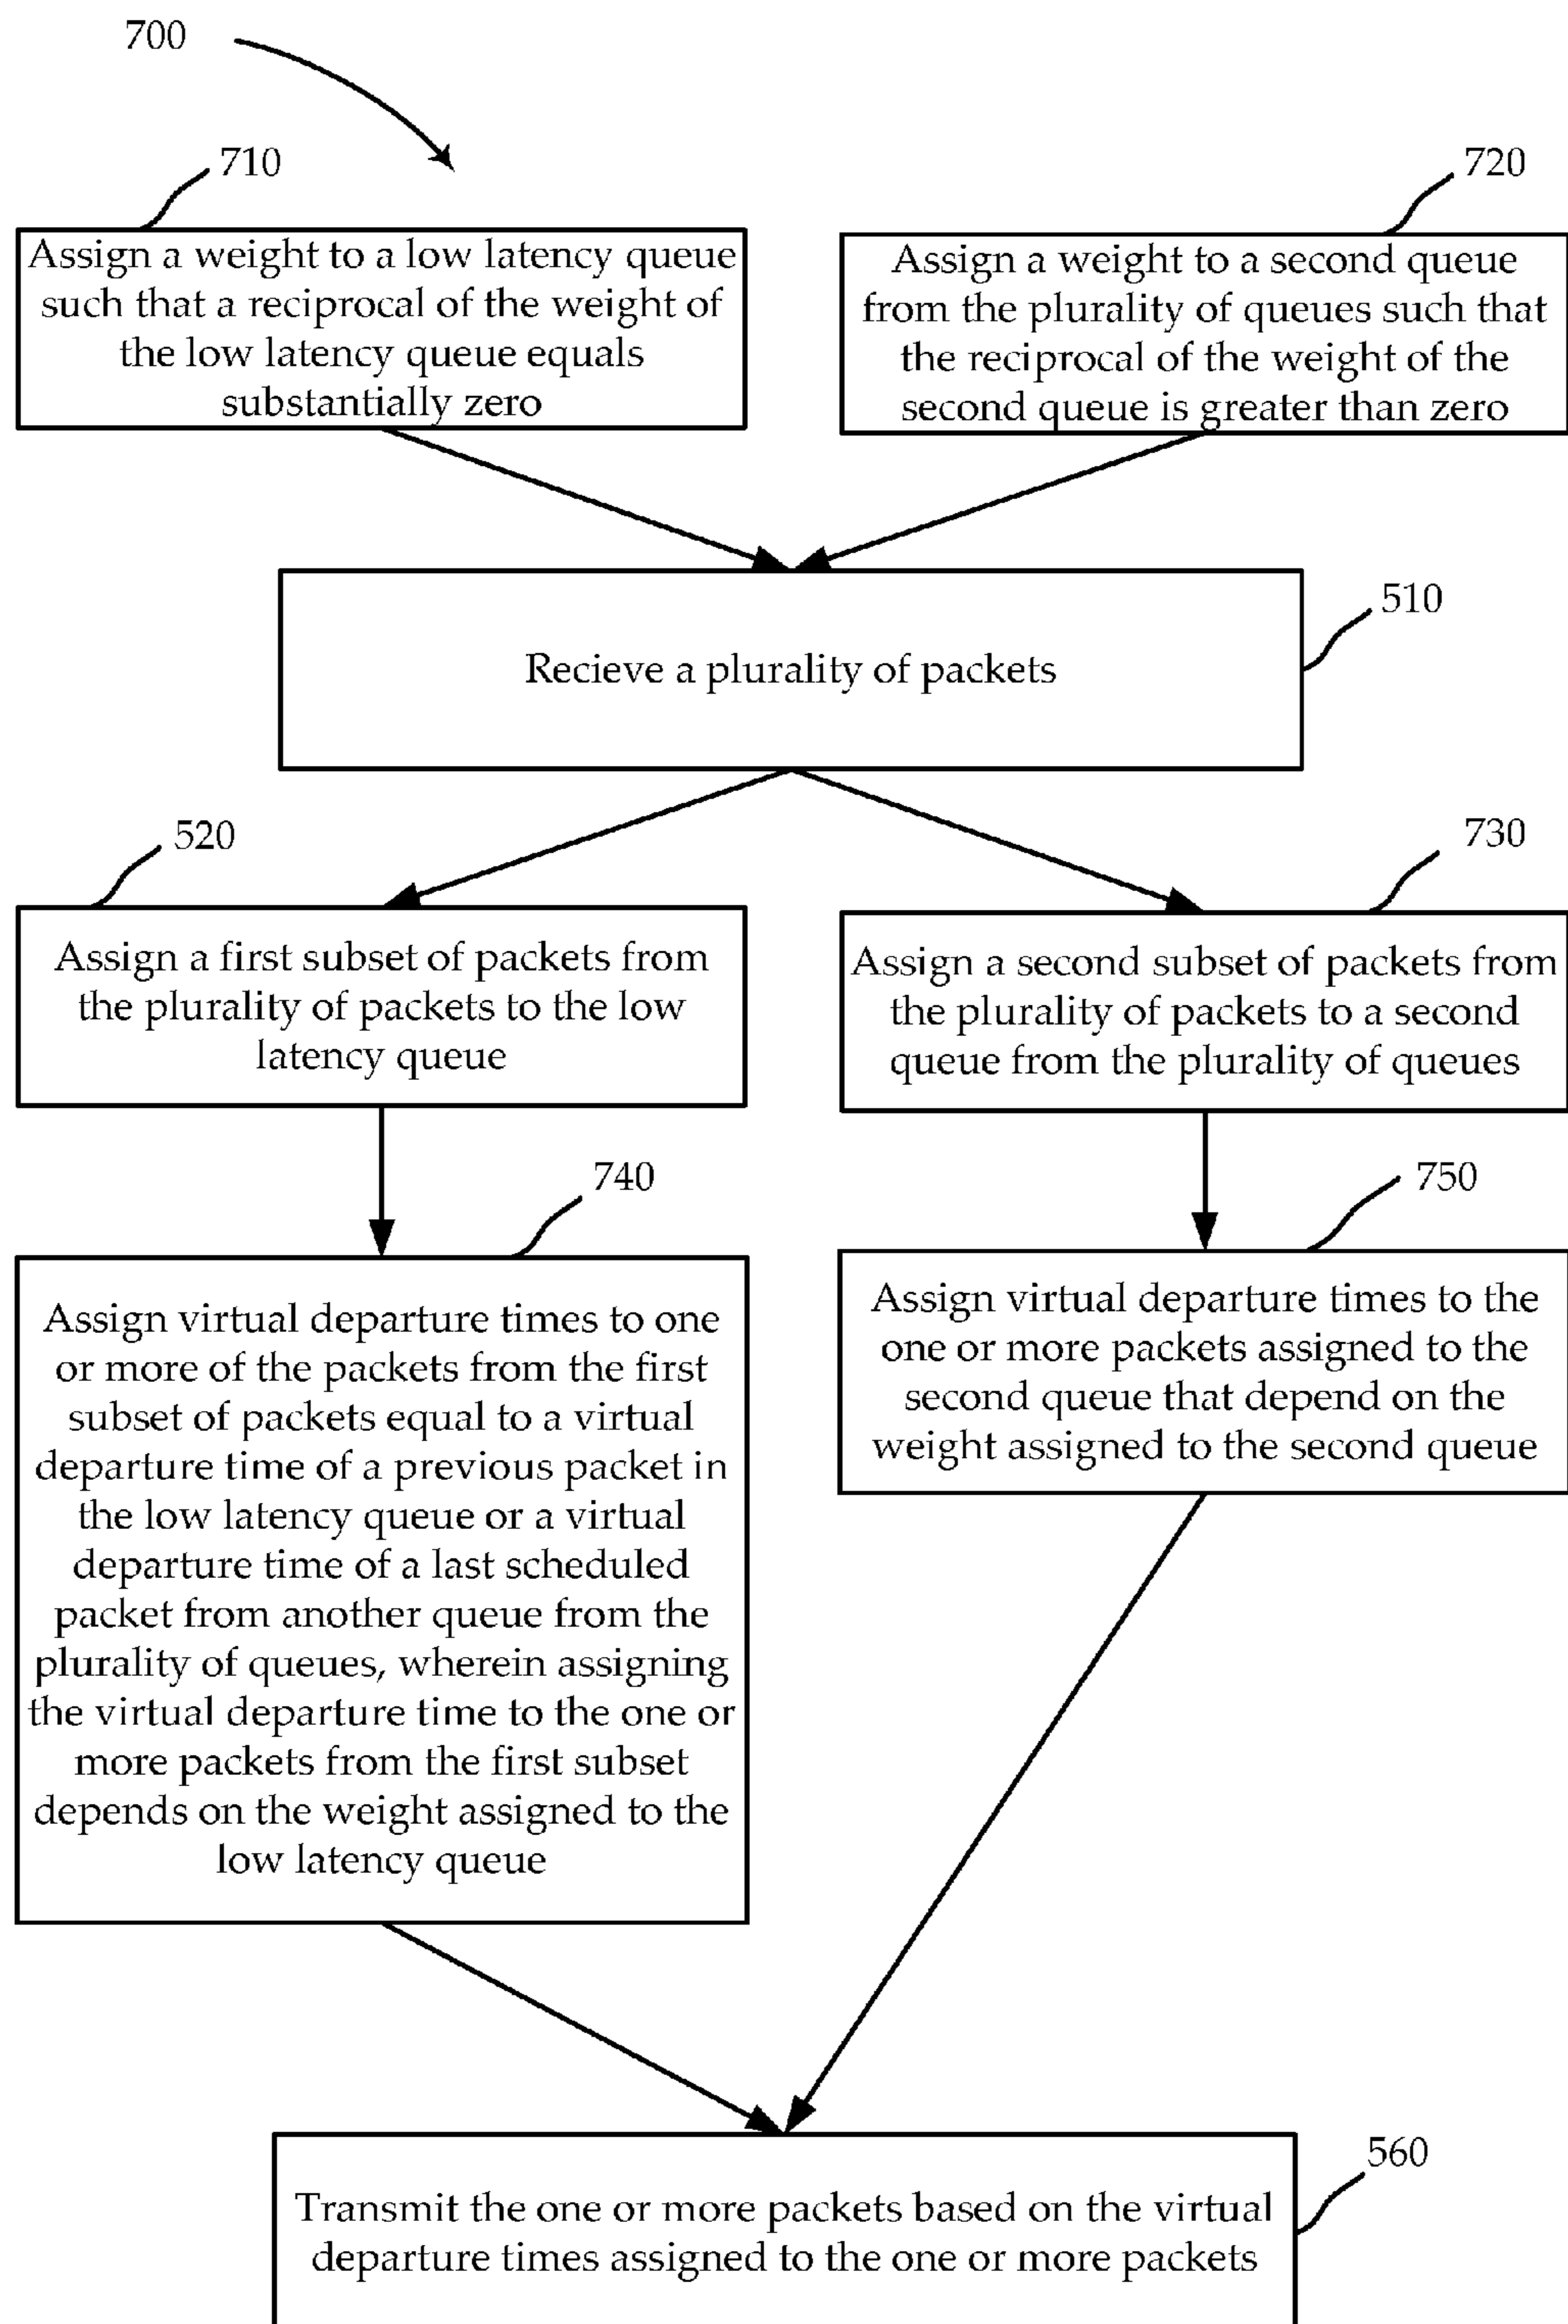 700
710
720
Assign a weight to a low latency queue
such that a reciprocal of the weight of
the low latency queue equals
substantially zero
Assign a weight to a second queue
from the plurality of queues such that
the reciprocal of the weight of the
second queue is greater than zero
510
Recieve a plurality of packets
520
730
Assign a first subset of packets from
the plurality of packets to the low
latency queue
Assign a second subset of packets from
the plurality of packets to a second
queue from the plurality of queues
740
750
Assign virtual departure times to one
or more of the packets from the first
subset of packets equal to a virtual
departure time of a previous packet in
the low latency queue or a virtual
departure time of a last scheduled
packet from another queue from the
plurality of queues, wherein assigning
the virtual departure time to the one or
more packets from the first subset
depends on the weight assigned to the
low latency queue
Assign virtual departure times to the
one or more packets assigned to the
second queue that depend on the
weight assigned to the second queue
560
Transmit the one or more packets based on the virtual
departure times assigned to the one or more packets